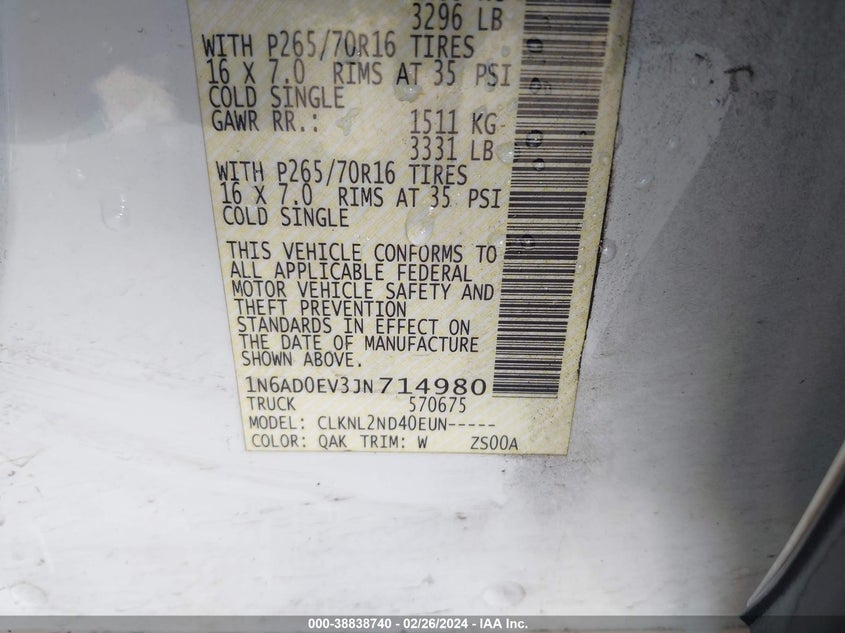 3296 LB
WITH P265/70R16 TIRES
16 X 7.0 RIMS AT 35 PSI
COLD SINGLE
GAWR RR.: 1511 KG
3331 LB
WITH P265/70R16 TIRES
16 X 7.0 RIMS AT 35 PSI
COLD SINGLE
THIS VEHICLE CONFORMS TO
ALL APPLICABLE FEDERAL
MOTOR VEHICLE SAFETY AND
THEFT PREVENTION
STANDARDS IN EFFECT ON
THE DATE OF MANUFACTURE
SHOWN ABOVE.
1N6AD0EV3JN714980
TRUCK 570675
MODEL: CLKNL2ND40EUN-----
COLOR: QAK TRIM: W ZS00A
000-38838740 - 02/26/2024 - IAA Inc.